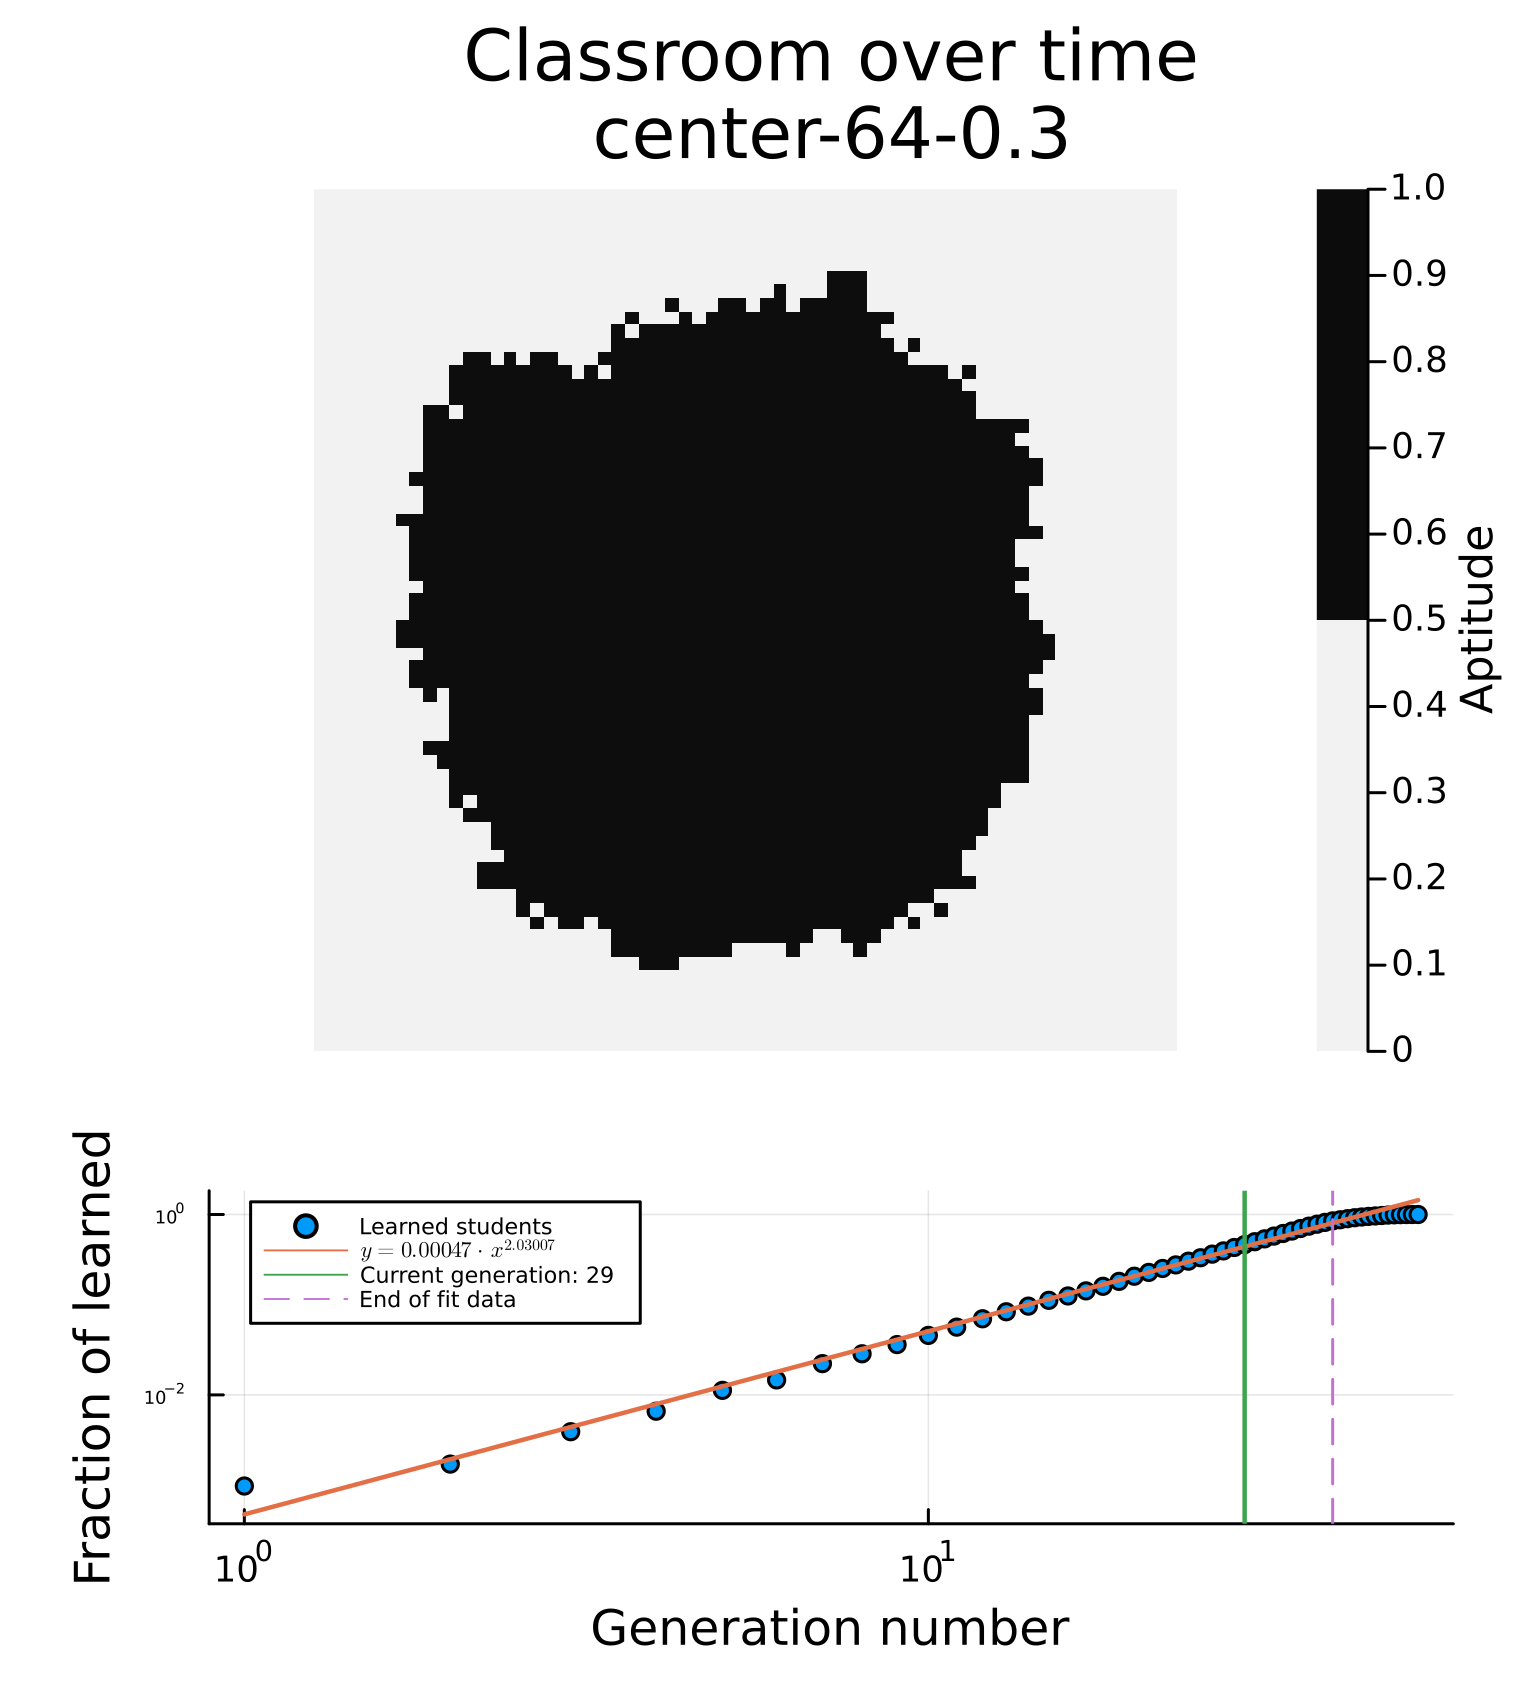 Classroom over time
center-64-0.3
1.0
0.9
0.8
0.7
0.6
0.5
0.4
0.3
0.2
0.1
0
Aptitude
Fraction of learned
10⁰
10⁻²
Learned students
y = 0.00047 · x^2.03007
Current generation: 29
End of fit data
10⁰
10¹
Generation number